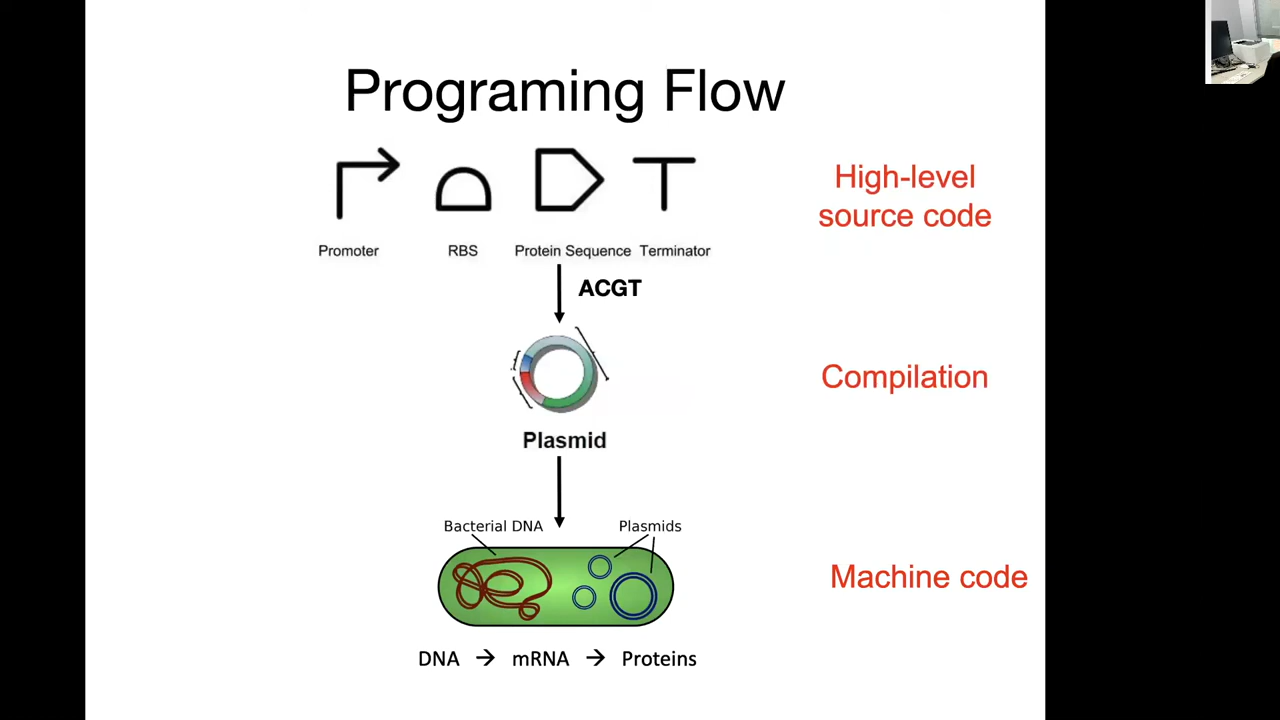 Programing Flow
Promoter RBS Protein Sequence Terminator
High-level
source code
ACGT
Compilation
Plasmid
Bacterial DNA Plasmids
Machine code
DNA → mRNA → Proteins